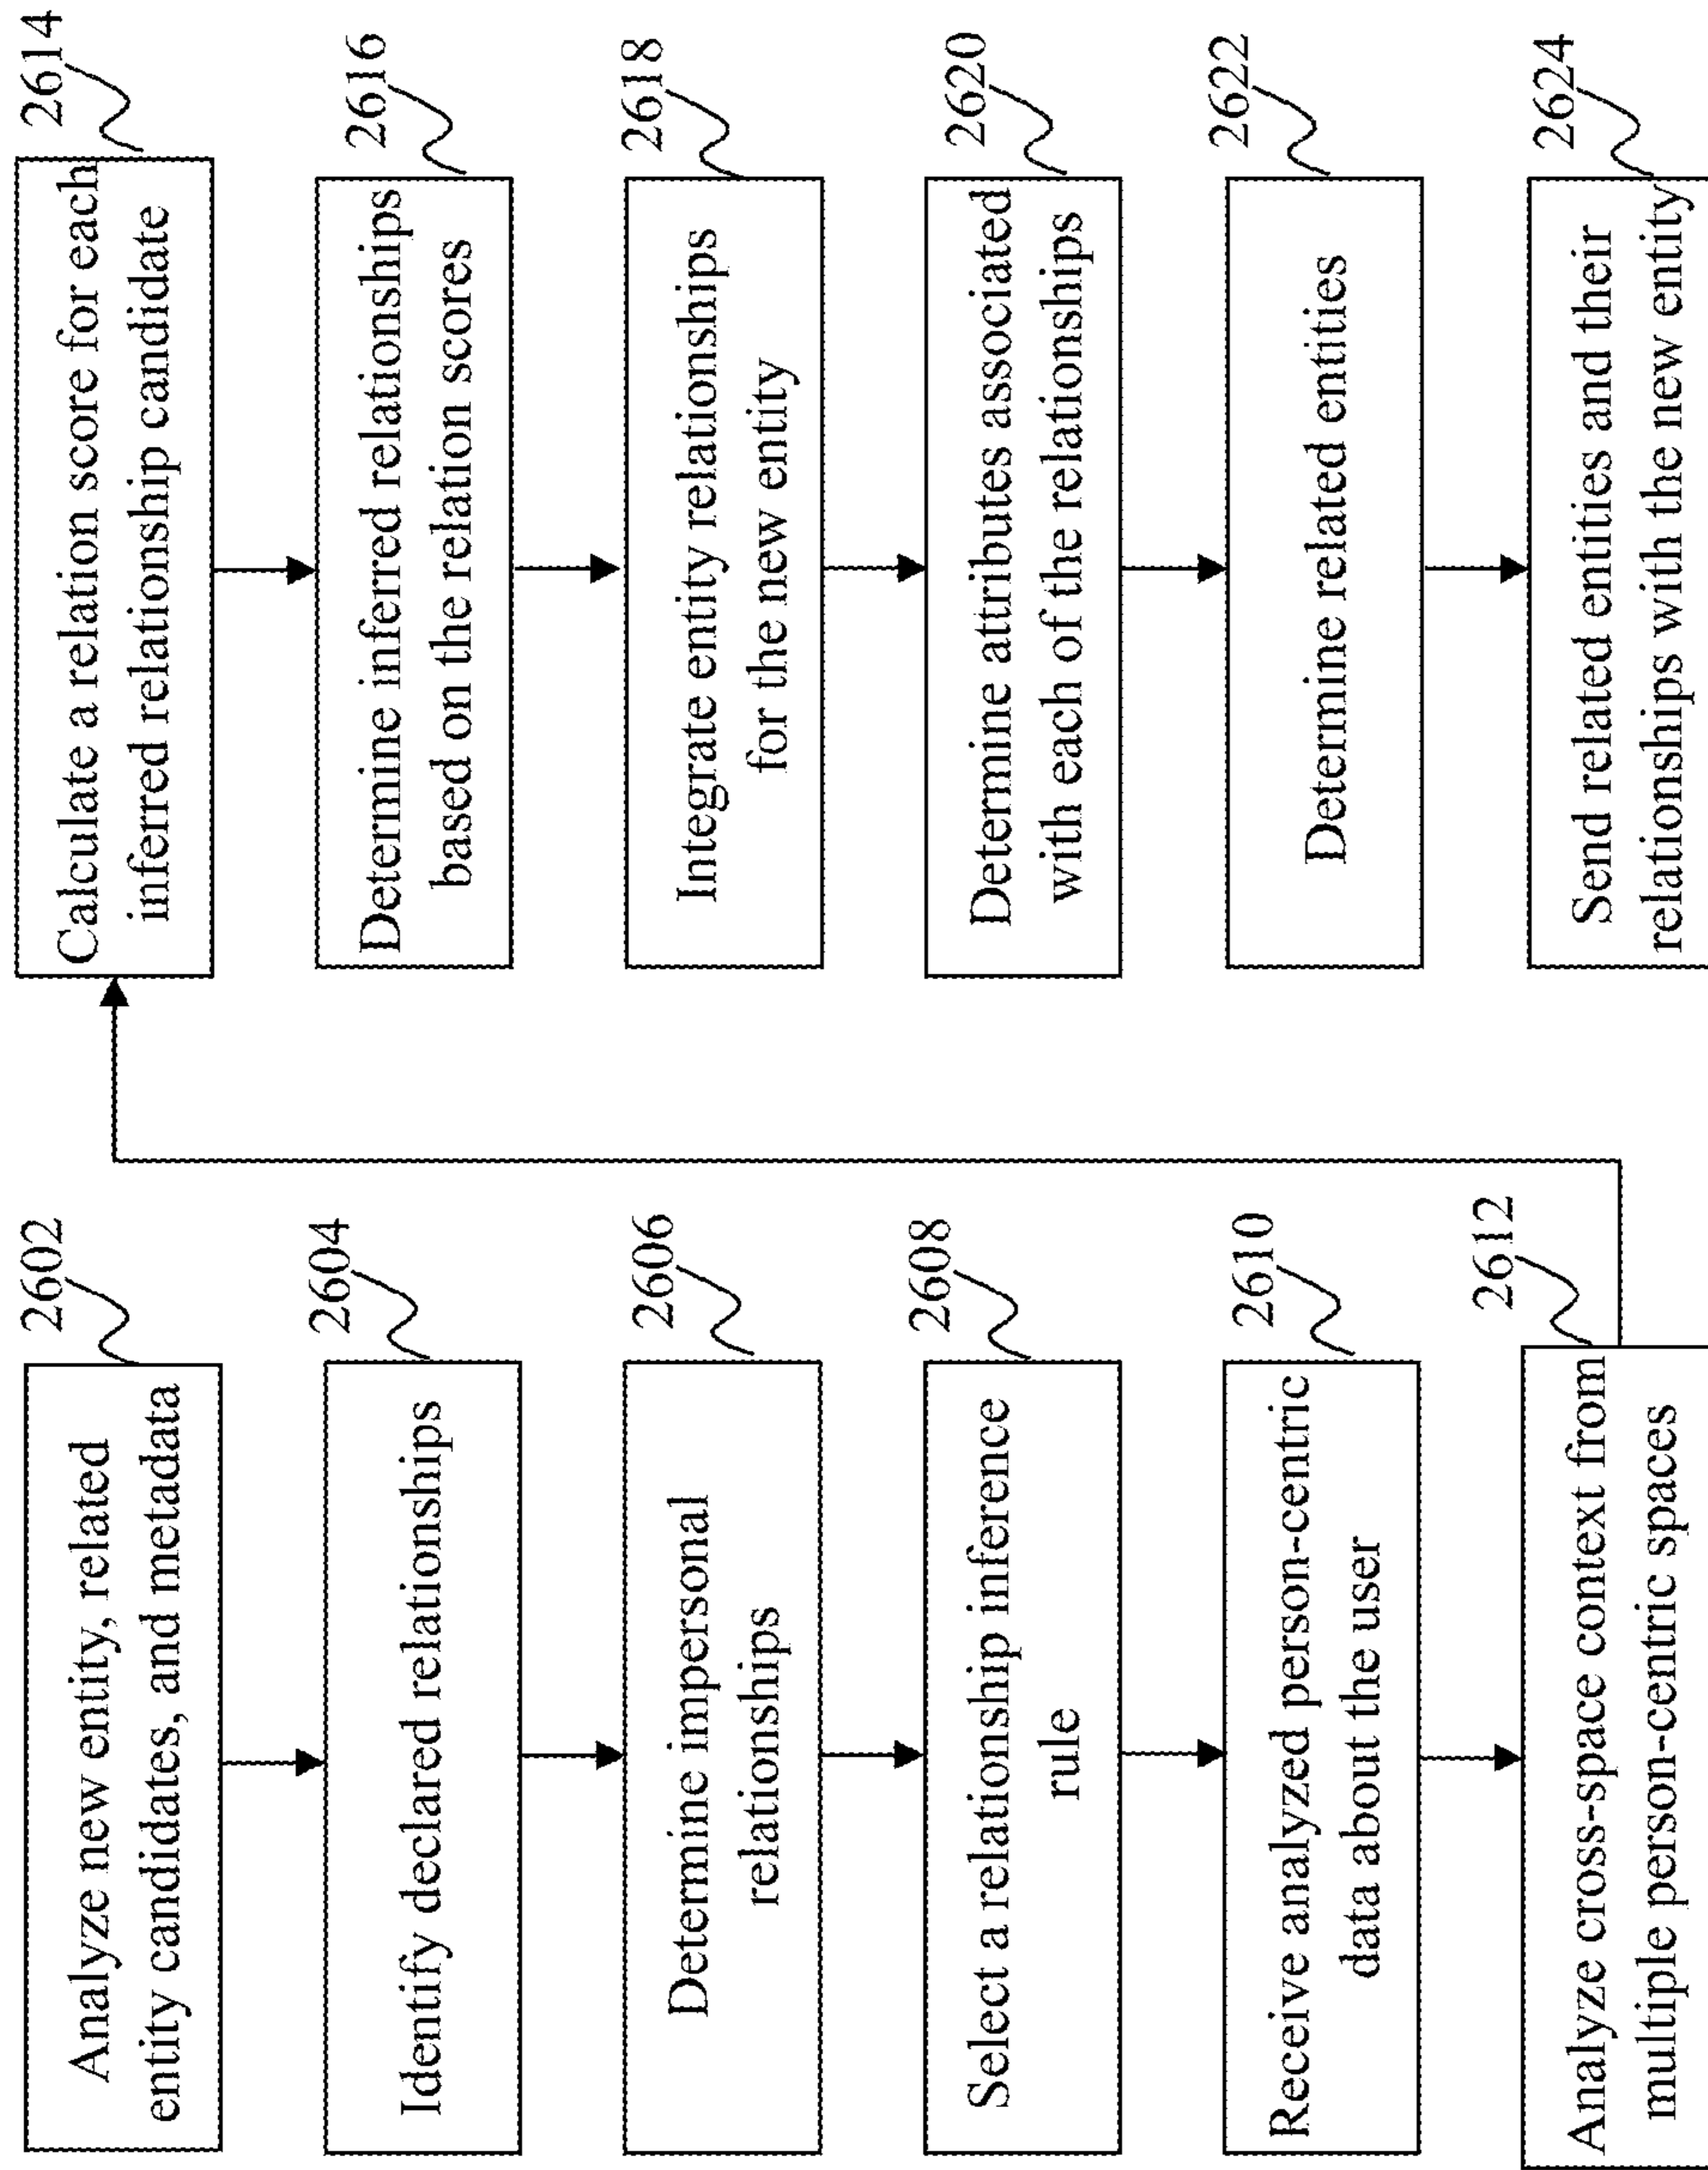 2602
Analyze new entity, related
entity candidates, and metadata
2604
Identify declared relationships
2606
Determine impersonal
relationships
2608
Select a relationship inference
rule
2610
Receive analyzed person-centric
data about the user
2612
Analyze cross-space context from
multiple person-centric spaces
2614
Calculate a relation score for each
inferred relationship candidate
2616
Determine inferred relationships
based on the relation scores
2618
Integrate entity relationships
for the new entity
2620
Determine attributes associated
with each of the relationships
2622
Determine related entities
2624
Send related entities and their
relationships with the new entity